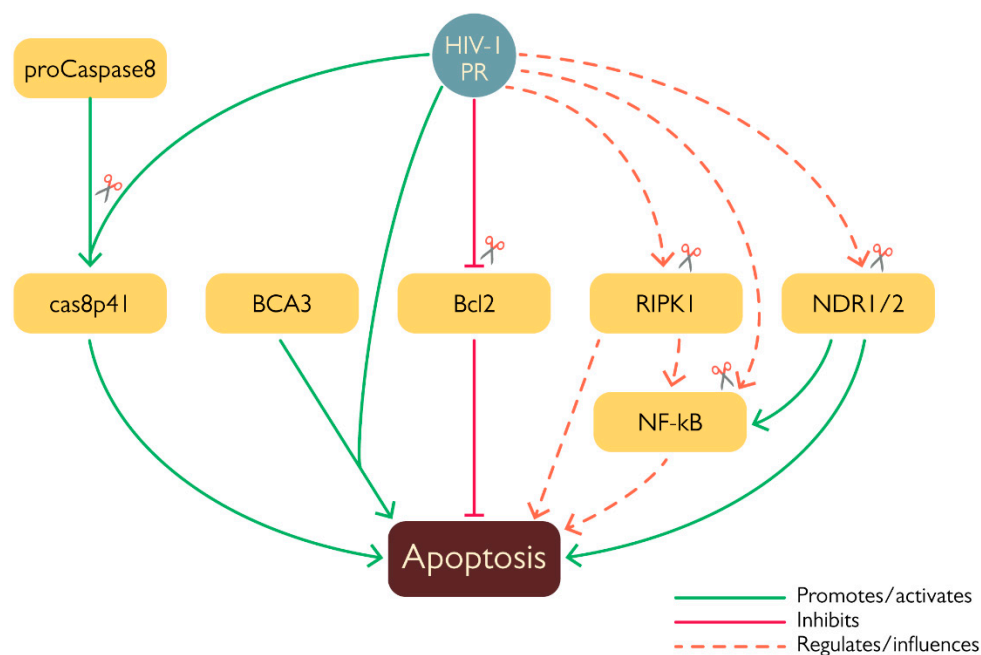 HIV-1
PR
proCaspase8
cas8p41
BCA3
Bcl2
RIPK1
NDR1/2
NF-kB
Apoptosis
Promotes/activates
Inhibits
Regulates/influences